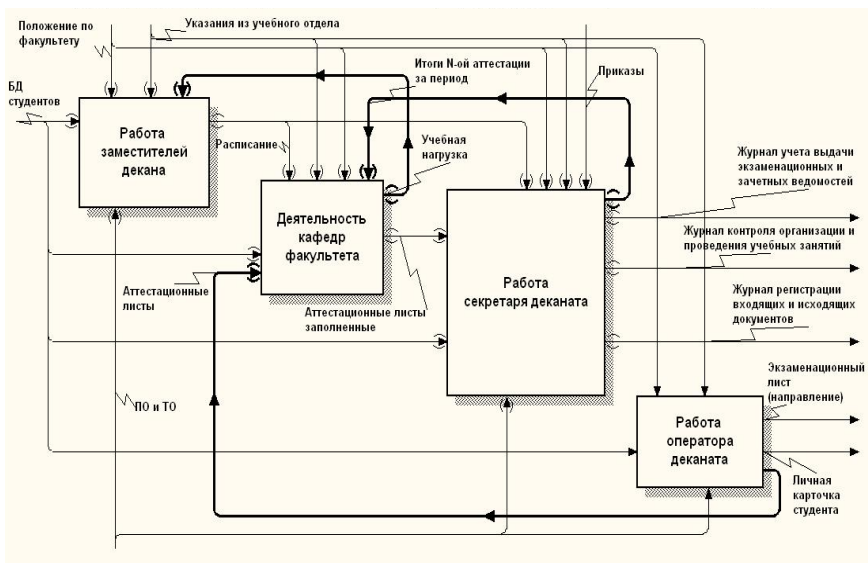 Положение по
факультету
Указания из учебного отдела
БД
студентов
Работа
заместителей
декана
Расписание
Итоги N-ой аттестации
за период
Приказы
Учебная
нагрузка
Деятельность
кафедр
факультета
Аттестационные
листы
Аттестационные листы
заполненные
Работа
секретаря деканата
Журнал учета выдачи
экзаменационных и
зачетных ведомостей
Журнал контроля организации и
проведения учебных занятий
Журнал регистрации
входящих и исходящих
документов
Экзаменационный
лист
(направление)
ПО и ТО
Работа
оператора
деканата
Личная
карточка
студента